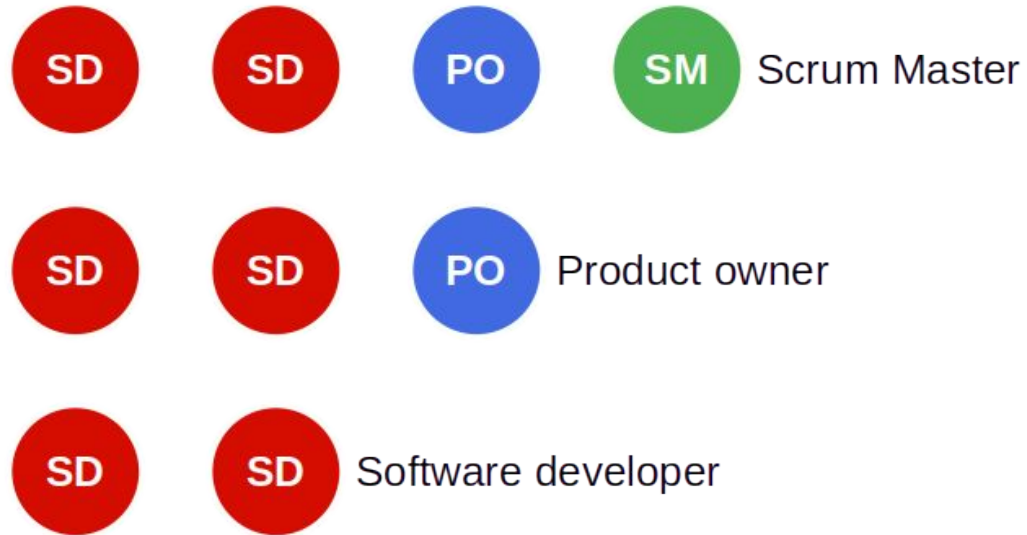 SD SD PO SM Scrum Master
SD SD PO Product owner
SD SD Software developer